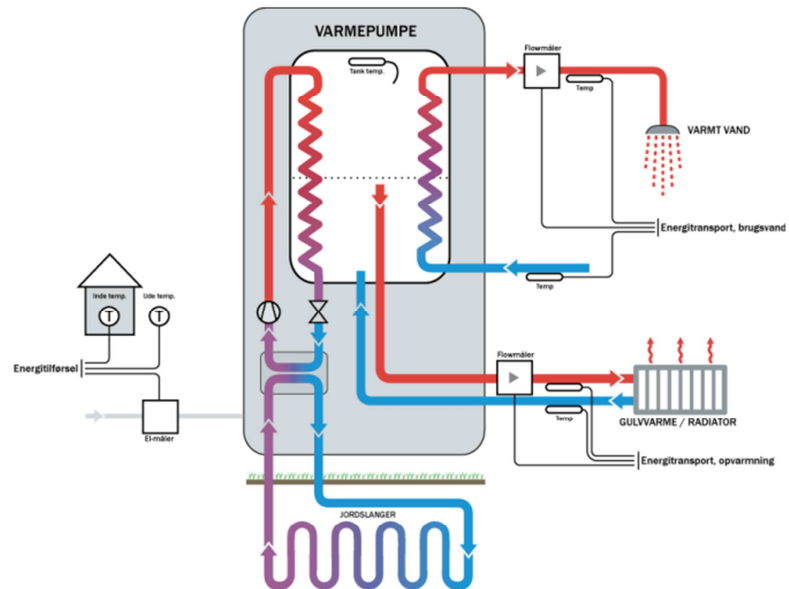 VARMEPUMPE
Tank temp.
Flowmåler
Temp
VARMT VAND
Energitransport, brugsvand
Temp
Inde temp.
Ude temp.
T
T
Energitilførsel
El-måler
Flowmåler
Temp
GULVVARME / RADIATOR
Energitransport, opvarmning
JORDSLANGER